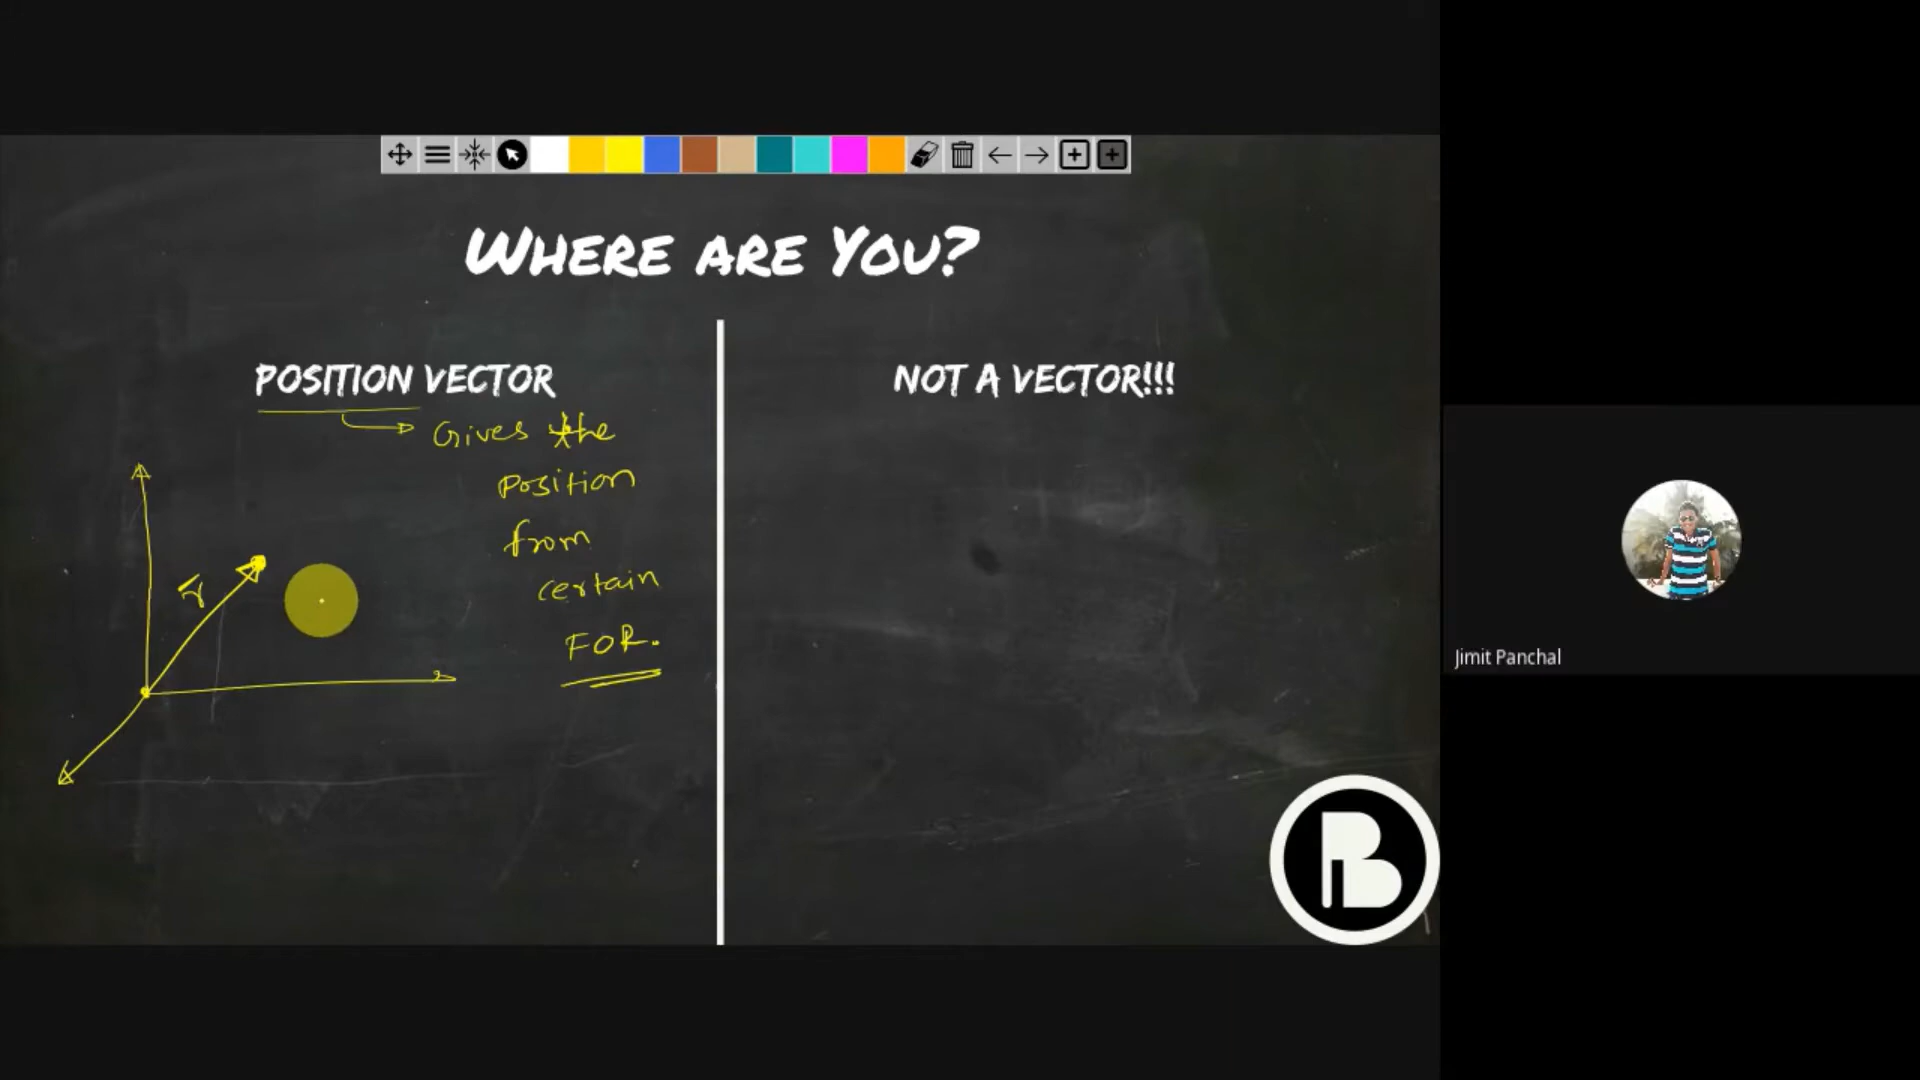 WHERE ARE YOU?
POSITION VECTOR
Gives the
position
from
certain
FOR.
r
NOT A VECTOR!!!
B
Jimit Panchal